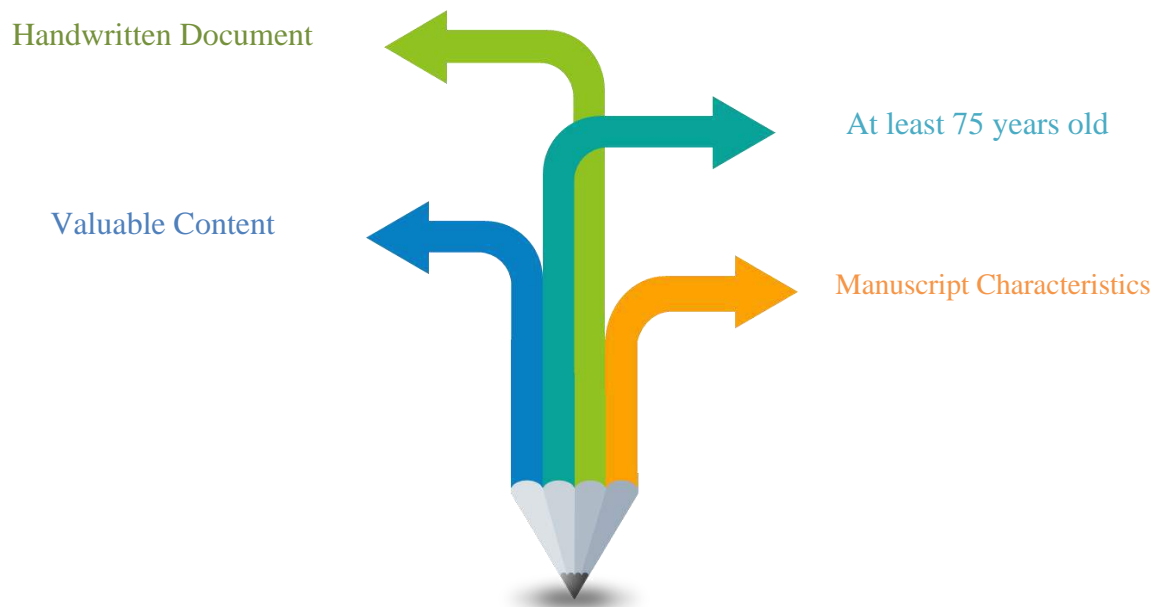 Handwritten Document
At least 75 years old
Valuable Content
Manuscript Characteristics